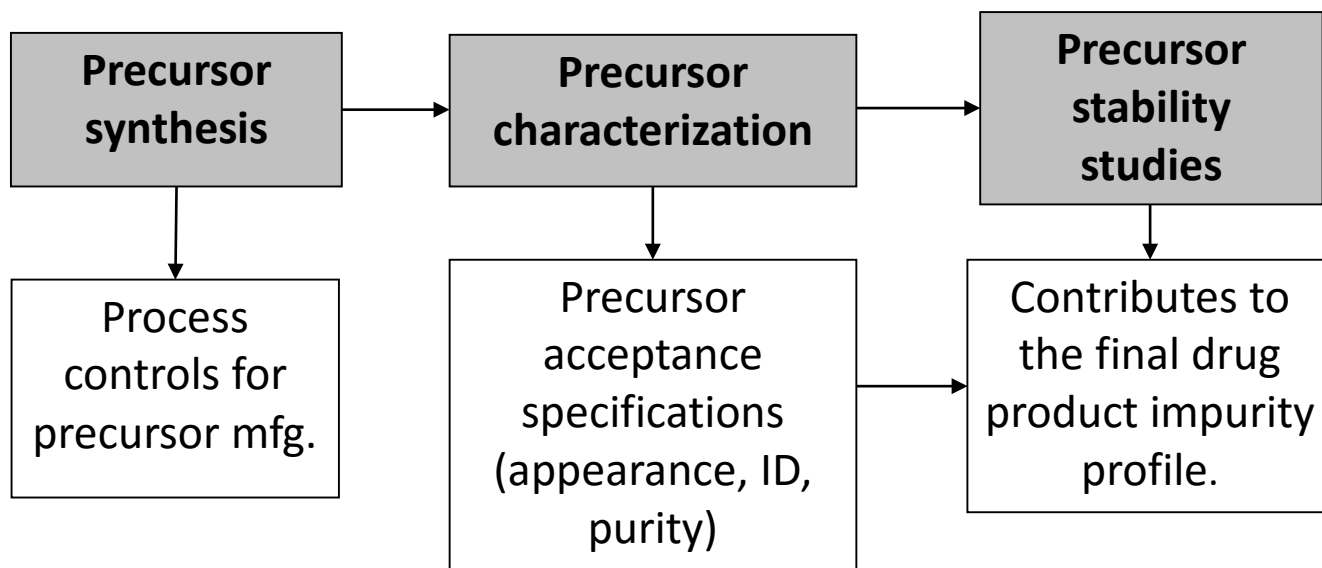 Precursor
synthesis
Precursor
characterization
Precursor
stability
studies
Process
controls for
precursor mfg.
Precursor
acceptance
specifications
(appearance, ID,
purity)
Contributes to
the final drug
product impurity
profile.